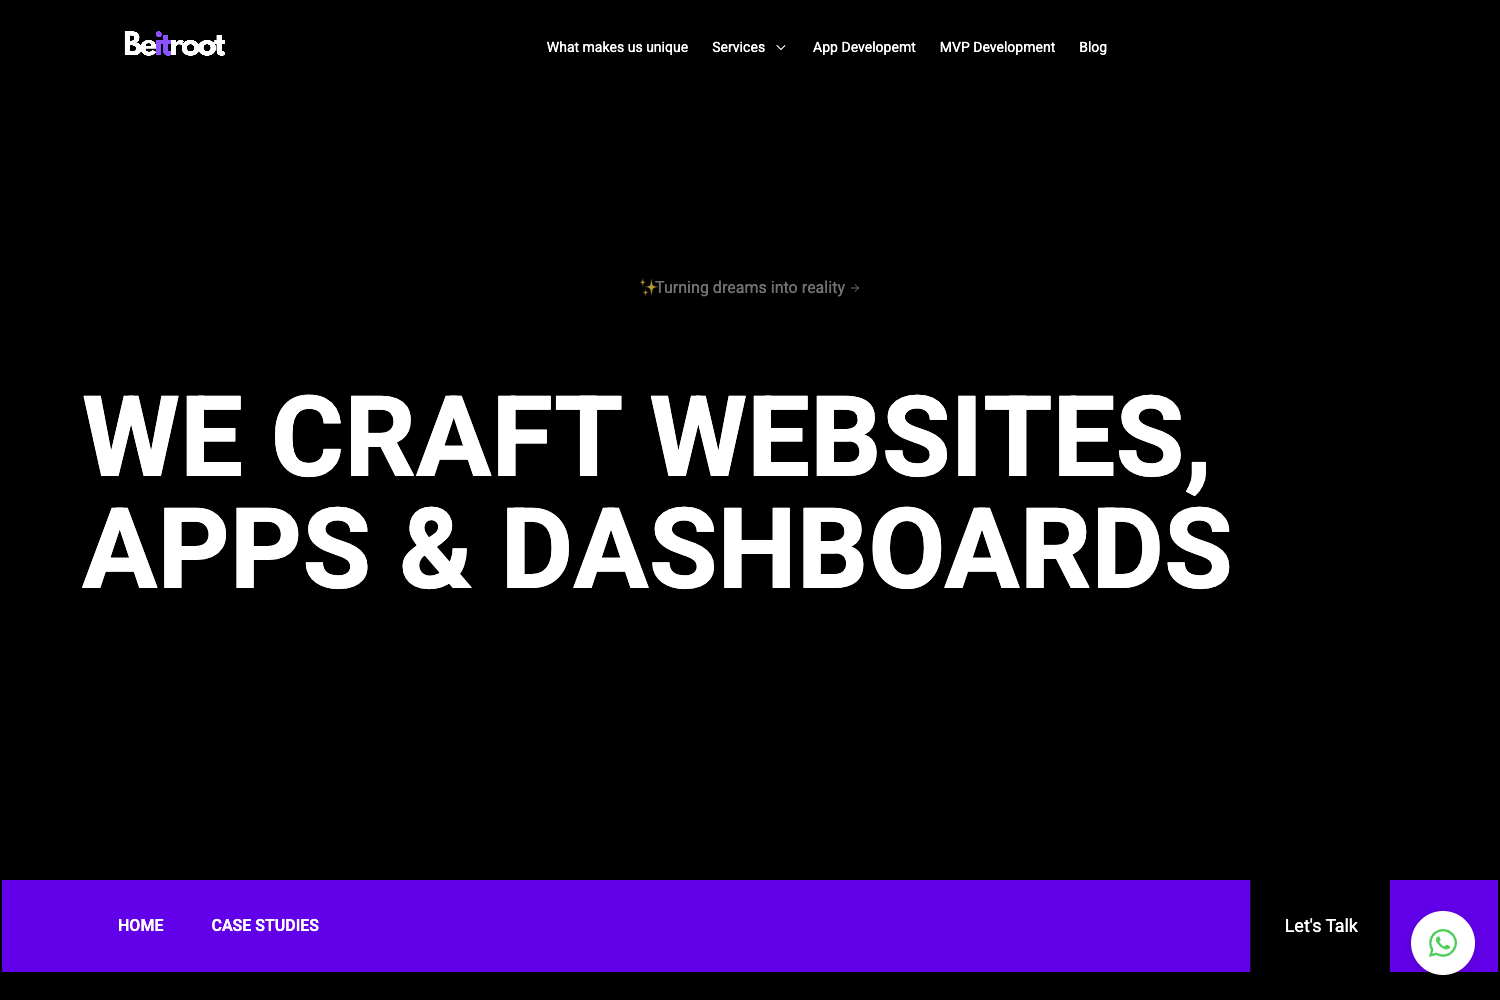 Beitroot
What makes us unique Services App Developemt MVP Development Blog
✨Turning dreams into reality →
WE CRAFT WEBSITES,
APPS & DASHBOARDS
HOME CASE STUDIES Let's Talk